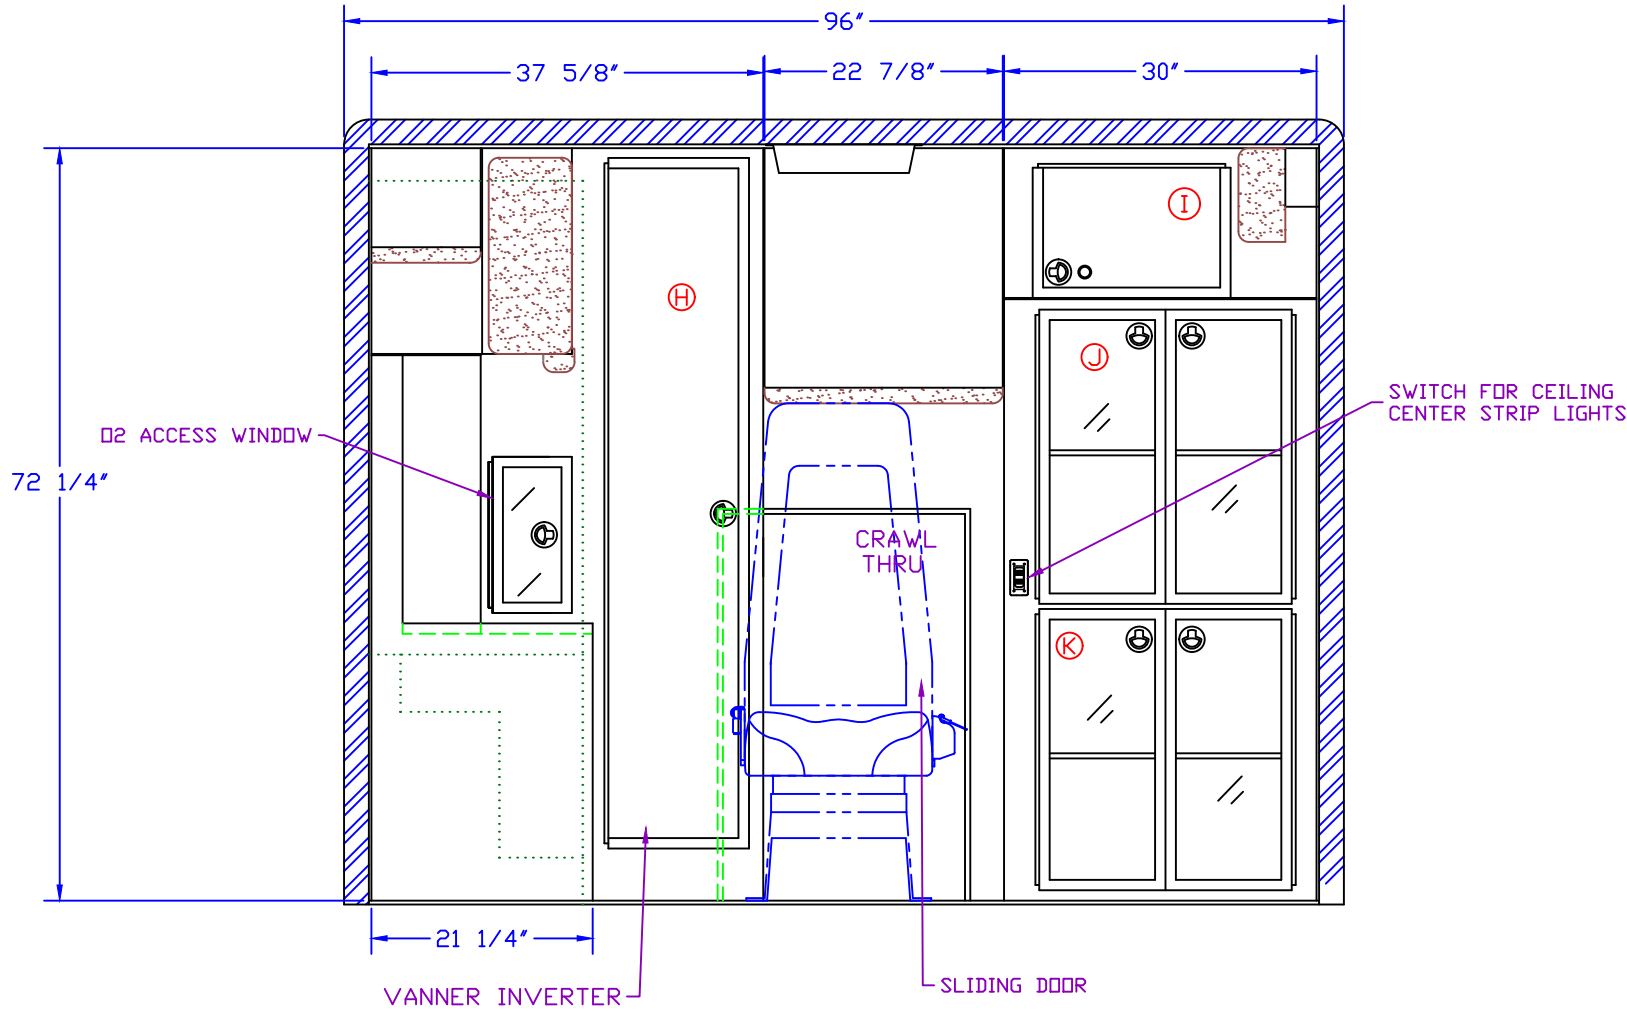 96"
37 5/8"
22 7/8"
30"
I
H
J
SWITCH FOR CEILING
CENTER STRIP LIGHTS
O2 ACCESS WINDOW
72 1/4"
CRAWL
THRU
K
21 1/4"
VANNER INVERTER
SLIDING DOOR